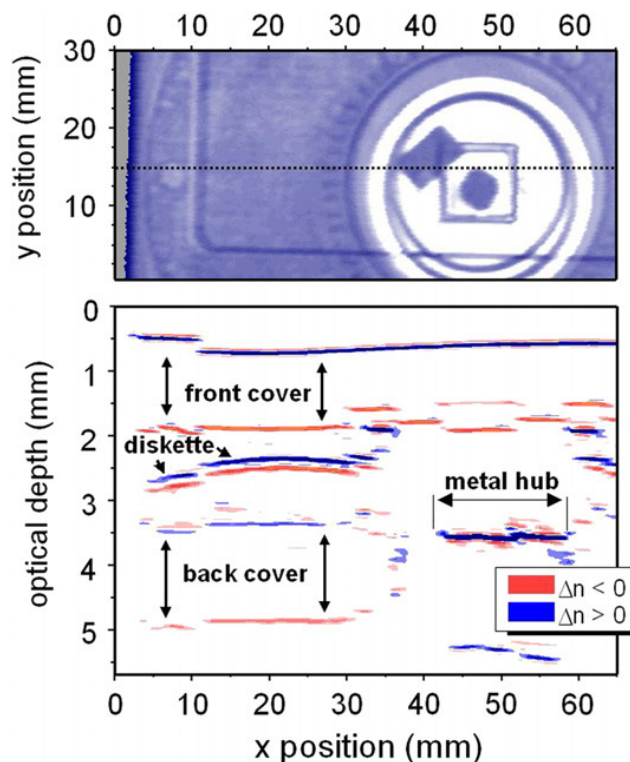 0 10 20 30 40 50 60
30
20
10
y position (mm)
0
1
2
3
4
5
optical depth (mm)
front cover
diskette
metal hub
back cover
Δn < 0
Δn > 0
0 10 20 30 40 50 60
x position (mm)